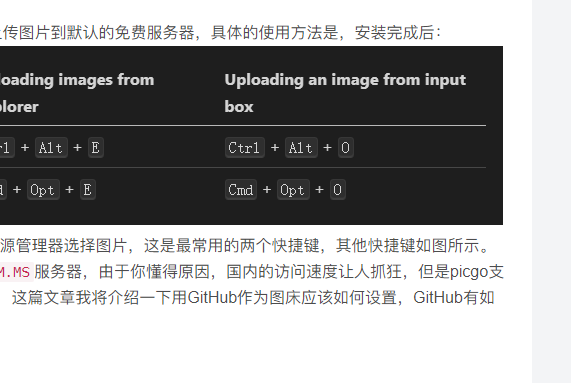 传图片到默认的免费服务器，具体的使用方法是，安装完成后：
loading images from Uploading an image from input
plorer box
Ctrl + Alt + E Ctrl + Alt + O
+ Opt + E Cmd + Opt + O
源管理器选择图片，这是最常用的两个快捷键，其他快捷键如图所示。
M.MS 服务器，由于你懂得原因，国内的访问速度让人抓狂，但是picgo支
这篇文章我将介绍一下用GitHub作为图床应该如何设置，GitHub有如